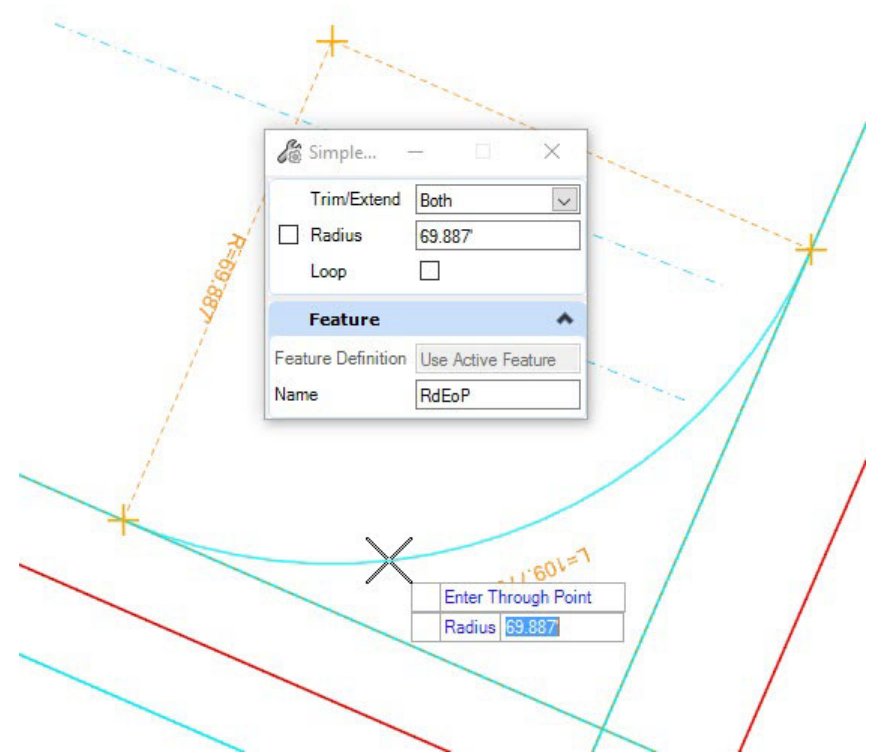 Simple...
Trim/Extend Both
Radius 69.887'
Loop
R=69.887'
Feature
Feature Definition Use Active Feature
Name RdEoP
Enter Through Point
Radius 69.887'